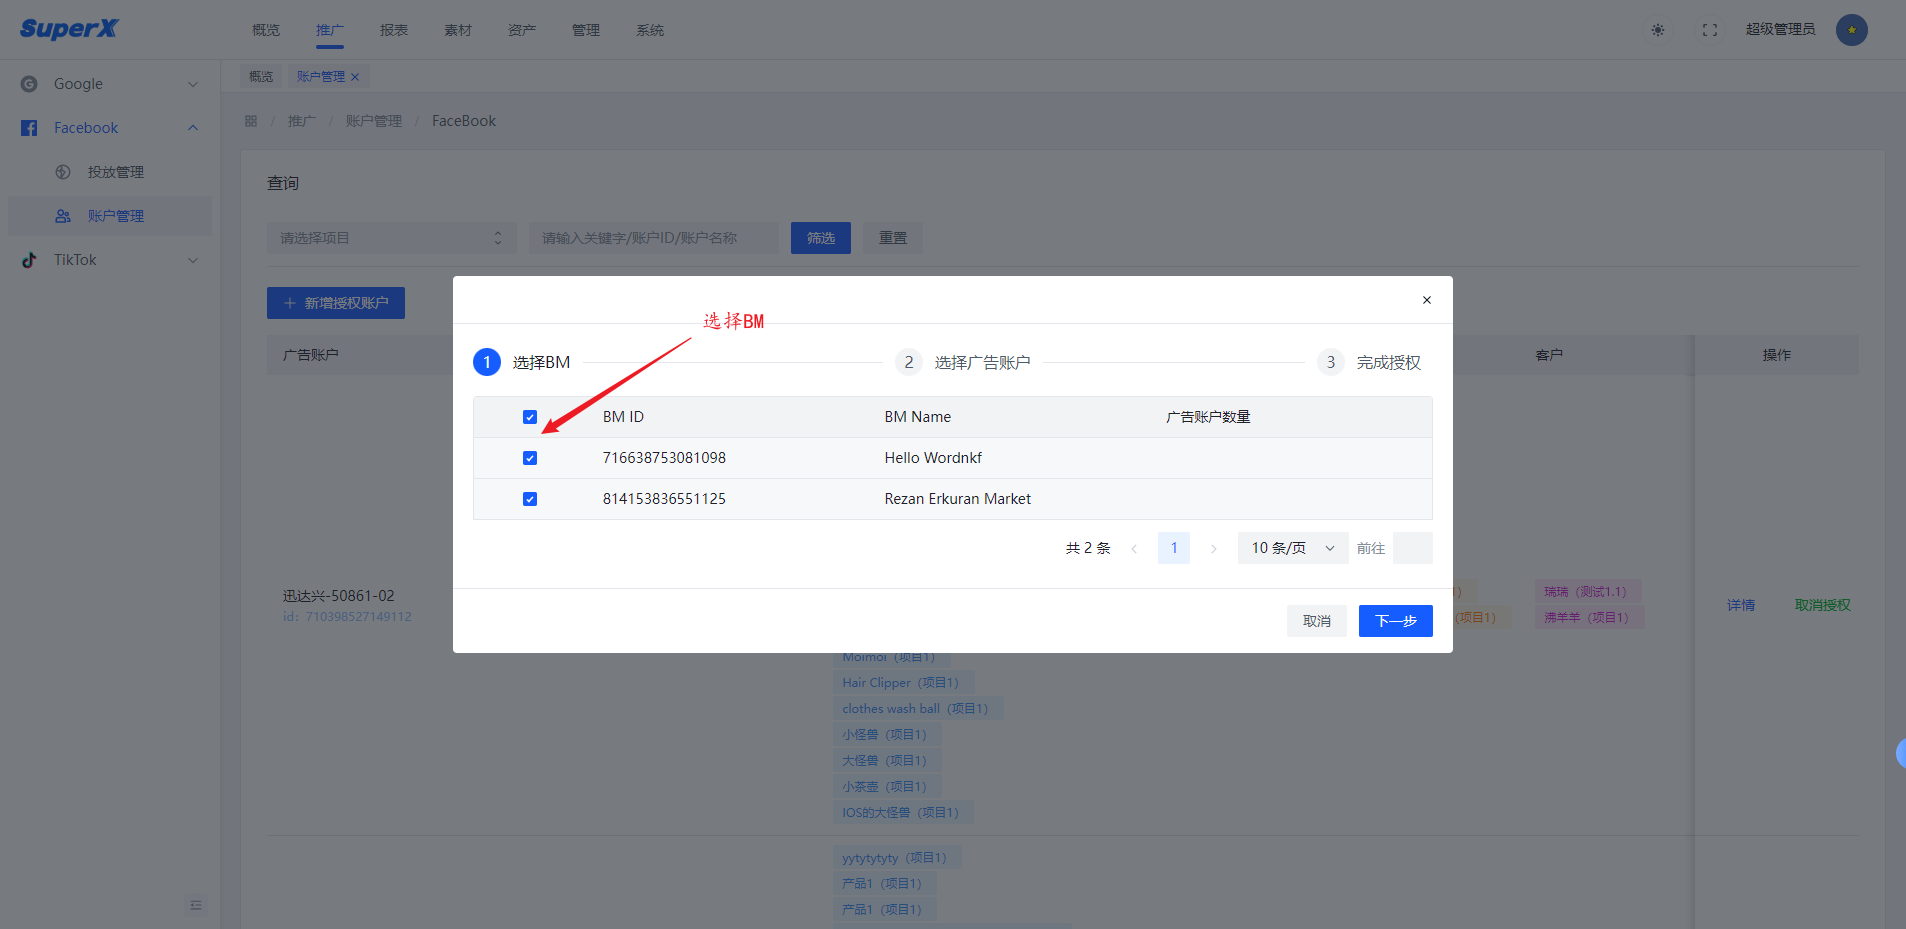 SuperX
概览 推广 报表 素材 资产 管理 系统
超级管理员
Google
Facebook
投放管理
账户管理
TikTok
概览 账户管理 ×
/ 推广 / 账户管理 / FaceBook
查询
请选择项目 请输入关键字/账户ID/账户名称 筛选 重置
+ 新增授权账户
广告账户 客户 操作
×
选择BM
1 选择BM 2 选择广告账户 3 完成授权
BM ID BM Name 广告账户数量
716638753081098 Hello Wordnkf
814153836551125 Rezan Erkuran Market
共 2 条 1 10 条/页 前往
取消 下一步
迅达兴-50861-02
id: 710398527149112
1)
(项目1)
瑞瑞 (测试1.1)
沸羊羊 (项目1)
详情 取消授权
Moimoi (项目1)
Hair Clipper (项目1)
clothes wash ball (项目1)
小怪兽 (项目1)
大怪兽 (项目1)
小茶壶 (项目1)
IOS的大怪兽 (项目1)
yytytytyty (项目1)
产品1 (项目1)
产品1 (项目1)